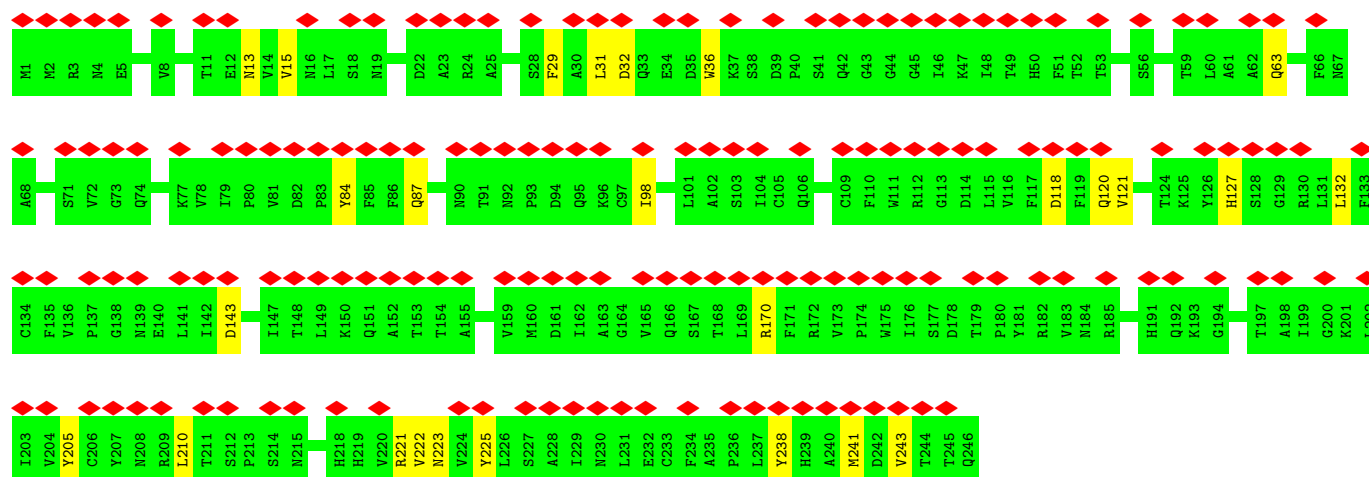 M1 M2 R3 N4 E5 V8 T11 E12 N13 V14 V15 N16 L17 S18 N19 D22 A23 R24 A25 S28 F29 A30 L31 D32 Q33 E34 D35 W36 K37 S38 D39 P40 S41 Q42 G43 G44 G45 I46 K47 I48 T49 H50 F51 T52 T53 S56 T59 L60 A61 A62 Q63 F66 N67
A68 S71 V72 G73 Q74 K77 V78 I79 P80 V81 D82 P83 Y84 F85 F86 Q87 N90 T91 N92 P93 D94 Q95 K96 C97 I98 L101 A102 S103 I104 C105 Q106 C109 F110 W111 R112 G113 D114 L115 V116 F117 D118 F119 Q120 V121 T124 K125 Y126 H127 S128 G129 R130 L131 L132 F133
C134 F135 V136 P137 G138 N139 E140 L141 I142 D143 I147 T148 L149 K150 Q151 A152 T153 T154 A155 V159 M160 D161 I162 A163 G164 V165 Q166 S167 T168 L169 R170 F171 R172 V173 P174 W175 I176 S177 D178 T179 P180 Y181 R182 V183 N184 R185 H191 Q192 K193 G194 T197 A198 I199 G200 K201
I203 V204 Y205 C206 Y207 N208 R209 L210 T211 S212 P213 S214 N215 H218 H219 V220 R221 V222 N223 V224 Y225 L226 S227 A228 I229 N230 L231 E232 C233 F234 A235 P236 L237 Y238 H239 A240 M241 D242 V243 T244 T245 Q246